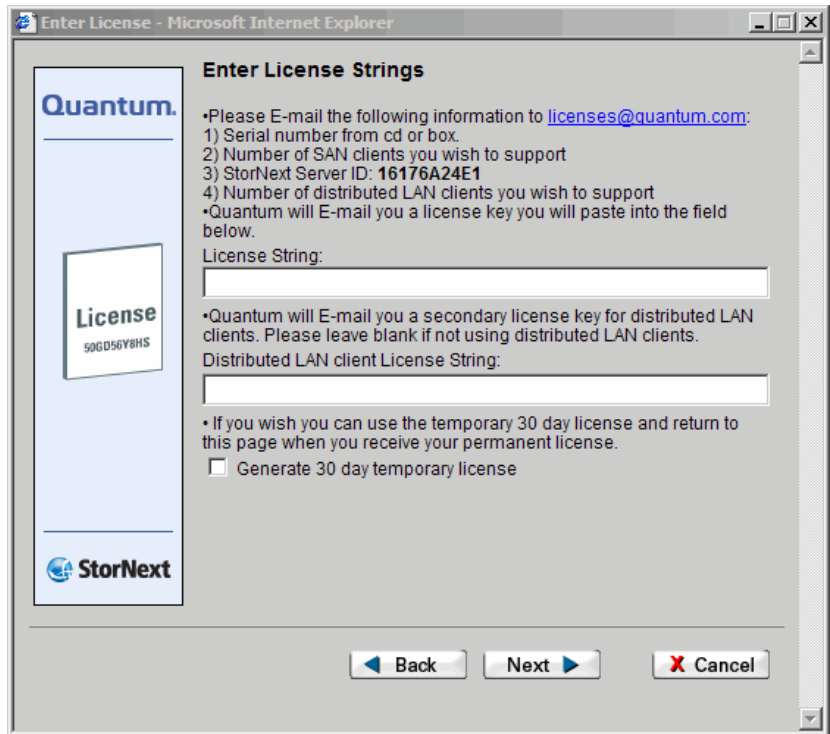 Enter License - Microsoft Internet Explorer
Enter License Strings
Quantum.
•Please E-mail the following information to licenses@quantum.com:
1) Serial number from cd or box.
2) Number of SAN clients you wish to support
3) StorNext Server ID: 16176A24E1
4) Number of distributed LAN clients you wish to support
•Quantum will E-mail you a license key you will paste into the field
below.
License String:
License
50GD56Y8HS
•Quantum will E-mail you a secondary license key for distributed LAN
clients. Please leave blank if not using distributed LAN clients.
Distributed LAN client License String:
• If you wish you can use the temporary 30 day license and return to
this page when you receive your permanent license.
Generate 30 day temporary license
StorNext
Back
Next
X Cancel